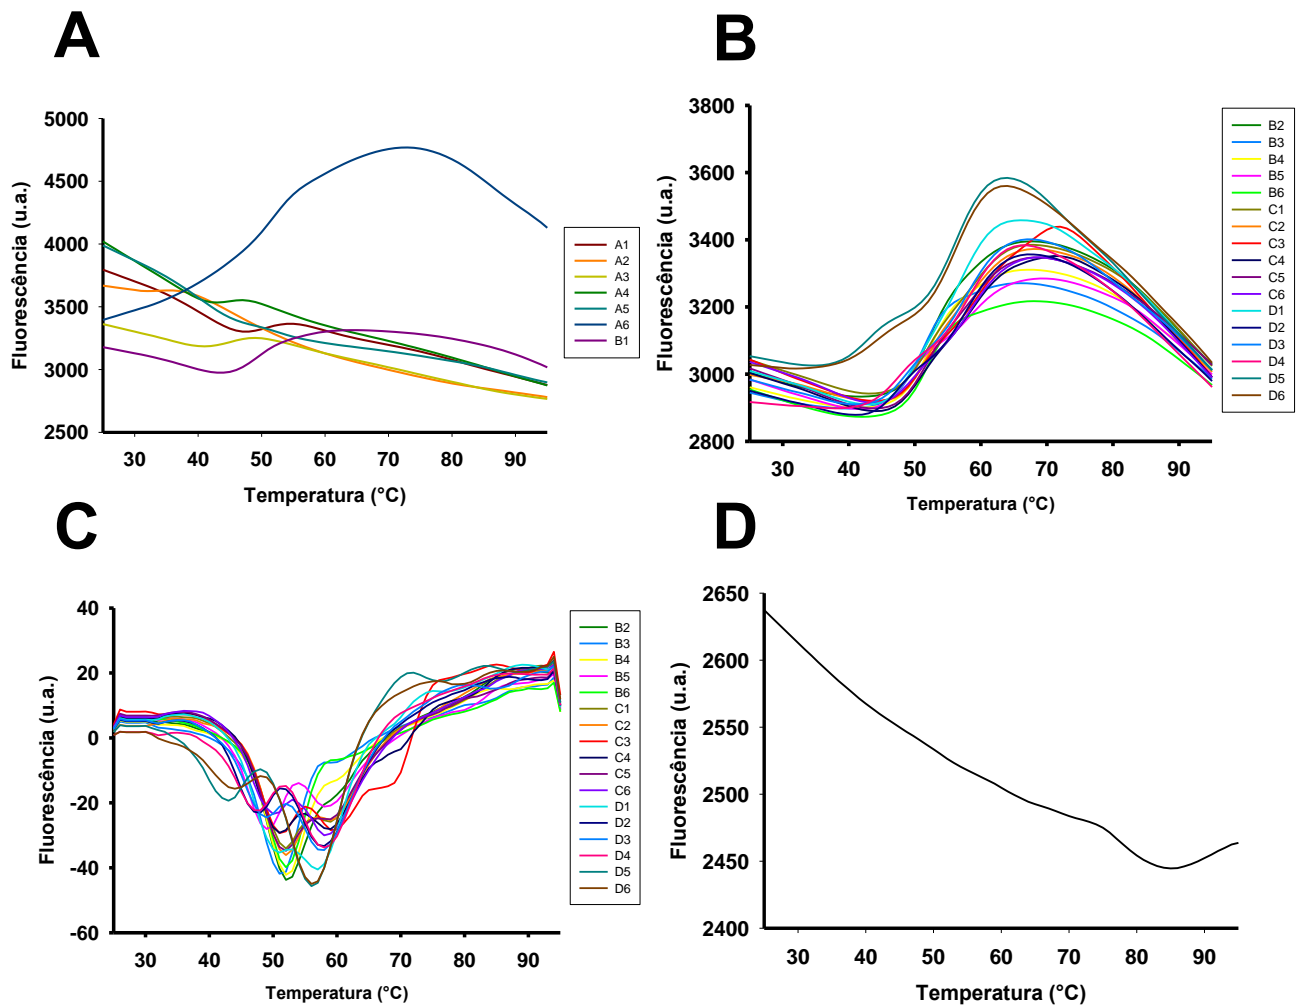 A
5000
4500
4000
3500
3000
2500
Fluorescência (u.a.)
30 40 50 60 70 80 90
Temperatura (°C)
A1
A2
A3
A4
A5
A6
B1
B
3800
3600
3400
3200
3000
2800
Fluorescência (u.a.)
30 40 50 60 70 80 90
Temperatura (°C)
B2
B3
B4
B5
B6
C1
C2
C3
C4
C5
C6
D1
D2
D3
D4
D5
D6
C
40
20
0
-20
-40
-60
Fluorescência (u.a.)
30 40 50 60 70 80 90
Temperatura (°C)
B2
B3
B4
B5
B6
C1
C2
C3
C4
C5
C6
D1
D2
D3
D4
D5
D6
D
2650
2600
2550
2500
2450
2400
Fluorescência (u.a.)
30 40 50 60 70 80 90
Temperatura (°C)